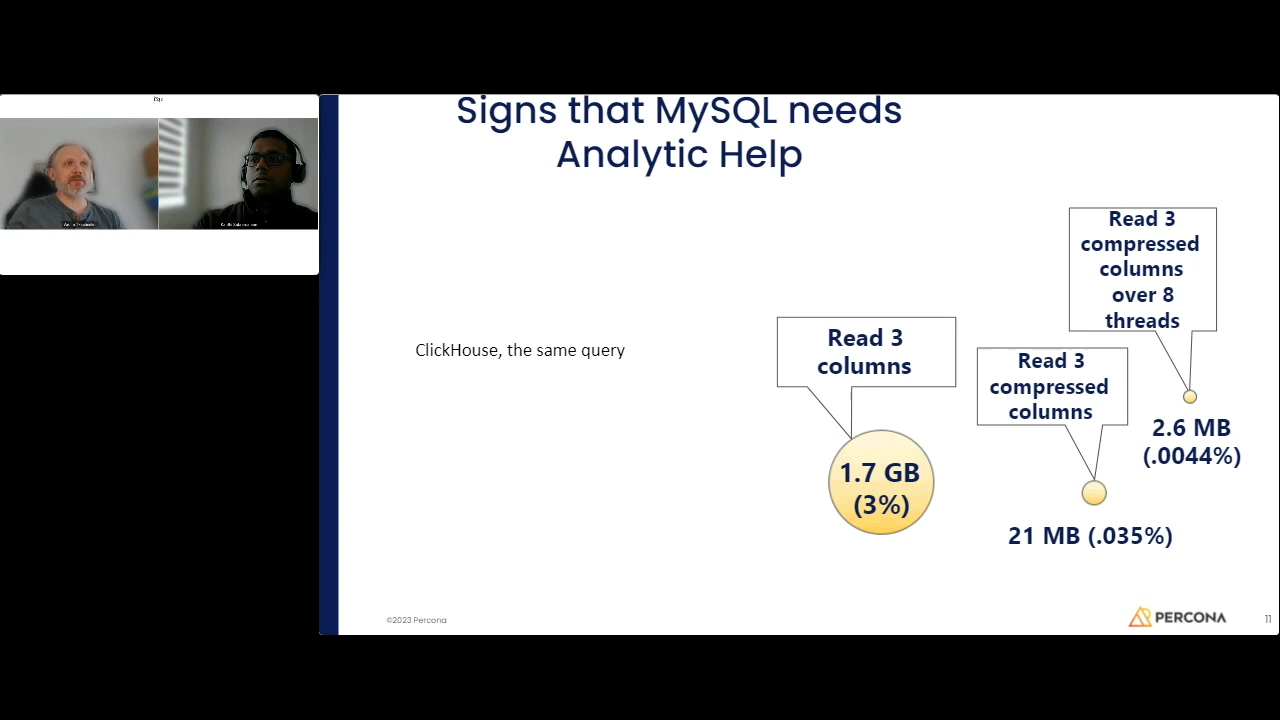 Signs that MySQL needs
Analytic Help
Read 3
compressed
columns
over 8
threads
Read 3
columns
ClickHouse, the same query
Read 3
compressed
columns
2.6 MB
(.0044%)
1.7 GB
(3%)
21 MB (.035%)
©2023 Percona
PERCONA
11